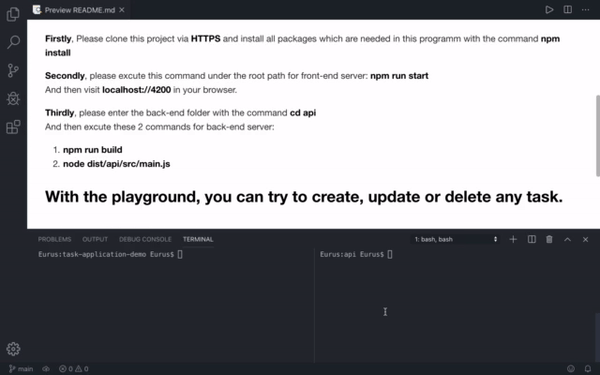 Preview README.md
Firstly, Please clone this project via HTTPS and install all packages which are needed in this programm with the command npm
install
Secondly, please excute this command under the root path for front-end server: npm run start
And then visit localhost://4200 in your browser.
Thirdly, please enter the back-end folder with the command cd api
And then excute these 2 commands for back-end server:
1. npm run build
2. node dist/api/src/main.js
With the playground, you can try to create, update or delete any task.
PROBLEMS OUTPUT DEBUG CONSOLE TERMINAL 1: bash, bash
Eurus:task-application-demo Eurus$ Eurus:api Eurus$
main 0 0